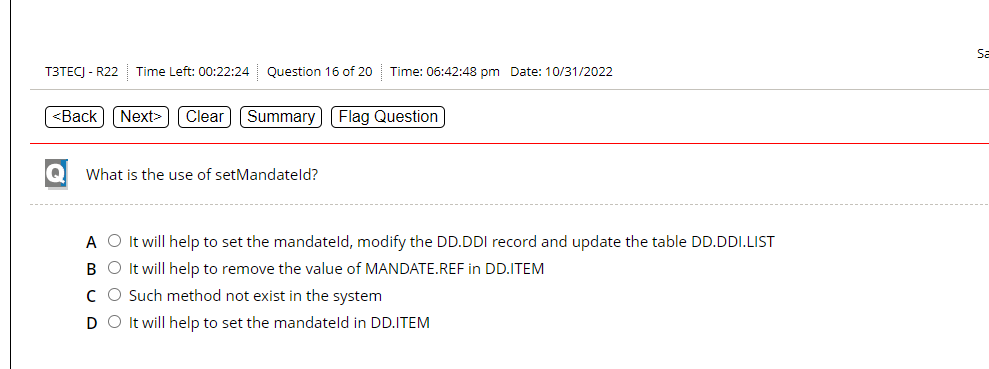 Sa
T3TECJ - R22 Time Left: 00:22:24 Question 16 of 20 Time: 06:42:48 pm Date: 10/31/2022
<Back Next> Clear Summary Flag Question
Q What is the use of setMandateId?
A It will help to set the mandateId, modify the DD.DDI record and update the table DD.DDI.LIST
B It will help to remove the value of MANDATE.REF in DD.ITEM
C Such method not exist in the system
D It will help to set the mandateId in DD.ITEM